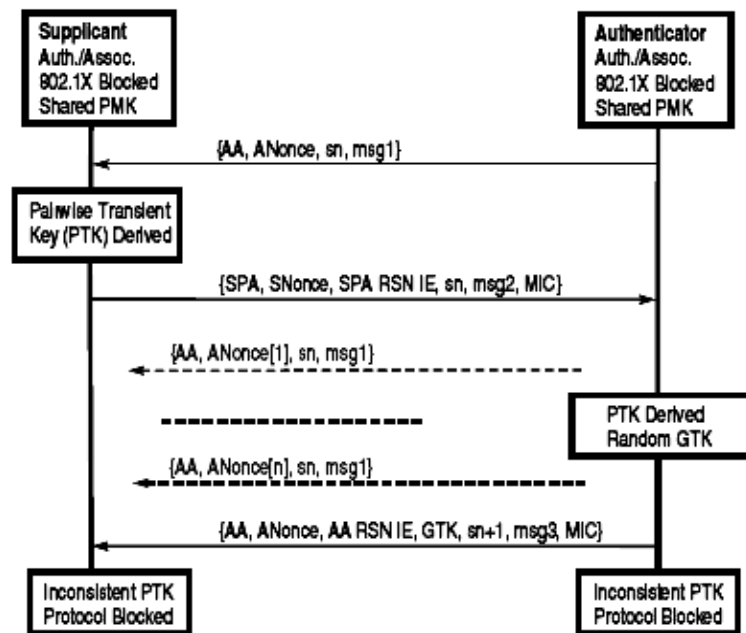 Supplicant
Auth./Assoc.
802.1X Blocked
Shared PMK
Authenticator
Auth./Assoc.
802.1X Blocked
Shared PMK
{AA, ANonce, sn, msg1}
Pairwise Transient
Key (PTK) Derived
{SPA, SNonce, SPA RSN IE, sn, msg2, MIC}
{AA, ANonce[1], sn, msg1}
PTK Derived
Random GTK
{AA, ANonce[n], sn, msg1}
{AA, ANonce, AA RSN IE, GTK, sn+1, msg3, MIC}
Inconsistent PTK
Protocol Blocked
Inconsistent PTK
Protocol Blocked